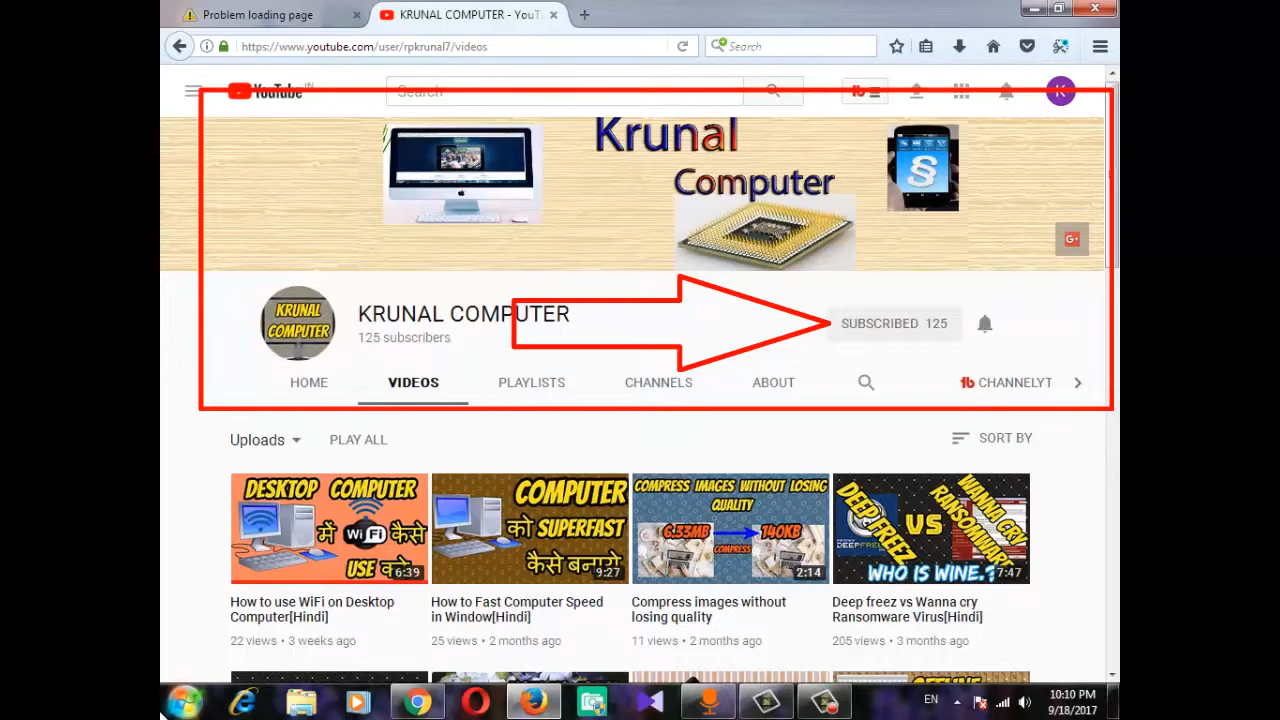 Problem loading page
KRUNAL COMPUTER - YouT
https://www.youtube.com/user/rpkrunal7/videos
Search
YouTube IN
Search
K
Krunal
Computer
G+
KRUNAL
COMPUTER
KRUNAL COMPUTER
125 subscribers
SUBSCRIBED 125
HOME VIDEOS PLAYLISTS CHANNELS ABOUT CHANNELYT
Uploads PLAY ALL SORT BY
DESKTOP COMPUTER
में WiFi कैसे
USE करे
6:39
COMPUTER
को SUPERFAST
कैसे बनाये
9:27
COMPRESS IMAGES WITHOUT LOSING
QUALITY
6.33MB 140KB
COMPRESS
2:14
DEEP FREEZ
VS
WANNA CRY
RANSOMWARE
WHO IS WINE.?
7:47
How to use WiFi on Desktop
Computer[Hindi]
22 views • 3 weeks ago
How to Fast Computer Speed
in Window[Hindi]
25 views • 2 months ago
Compress images without
losing quality
11 views • 2 months ago
Deep freez vs Wanna cry
Ransomware Virus[Hindi]
205 views • 3 months ago
EN
10:10 PM
9/18/2017